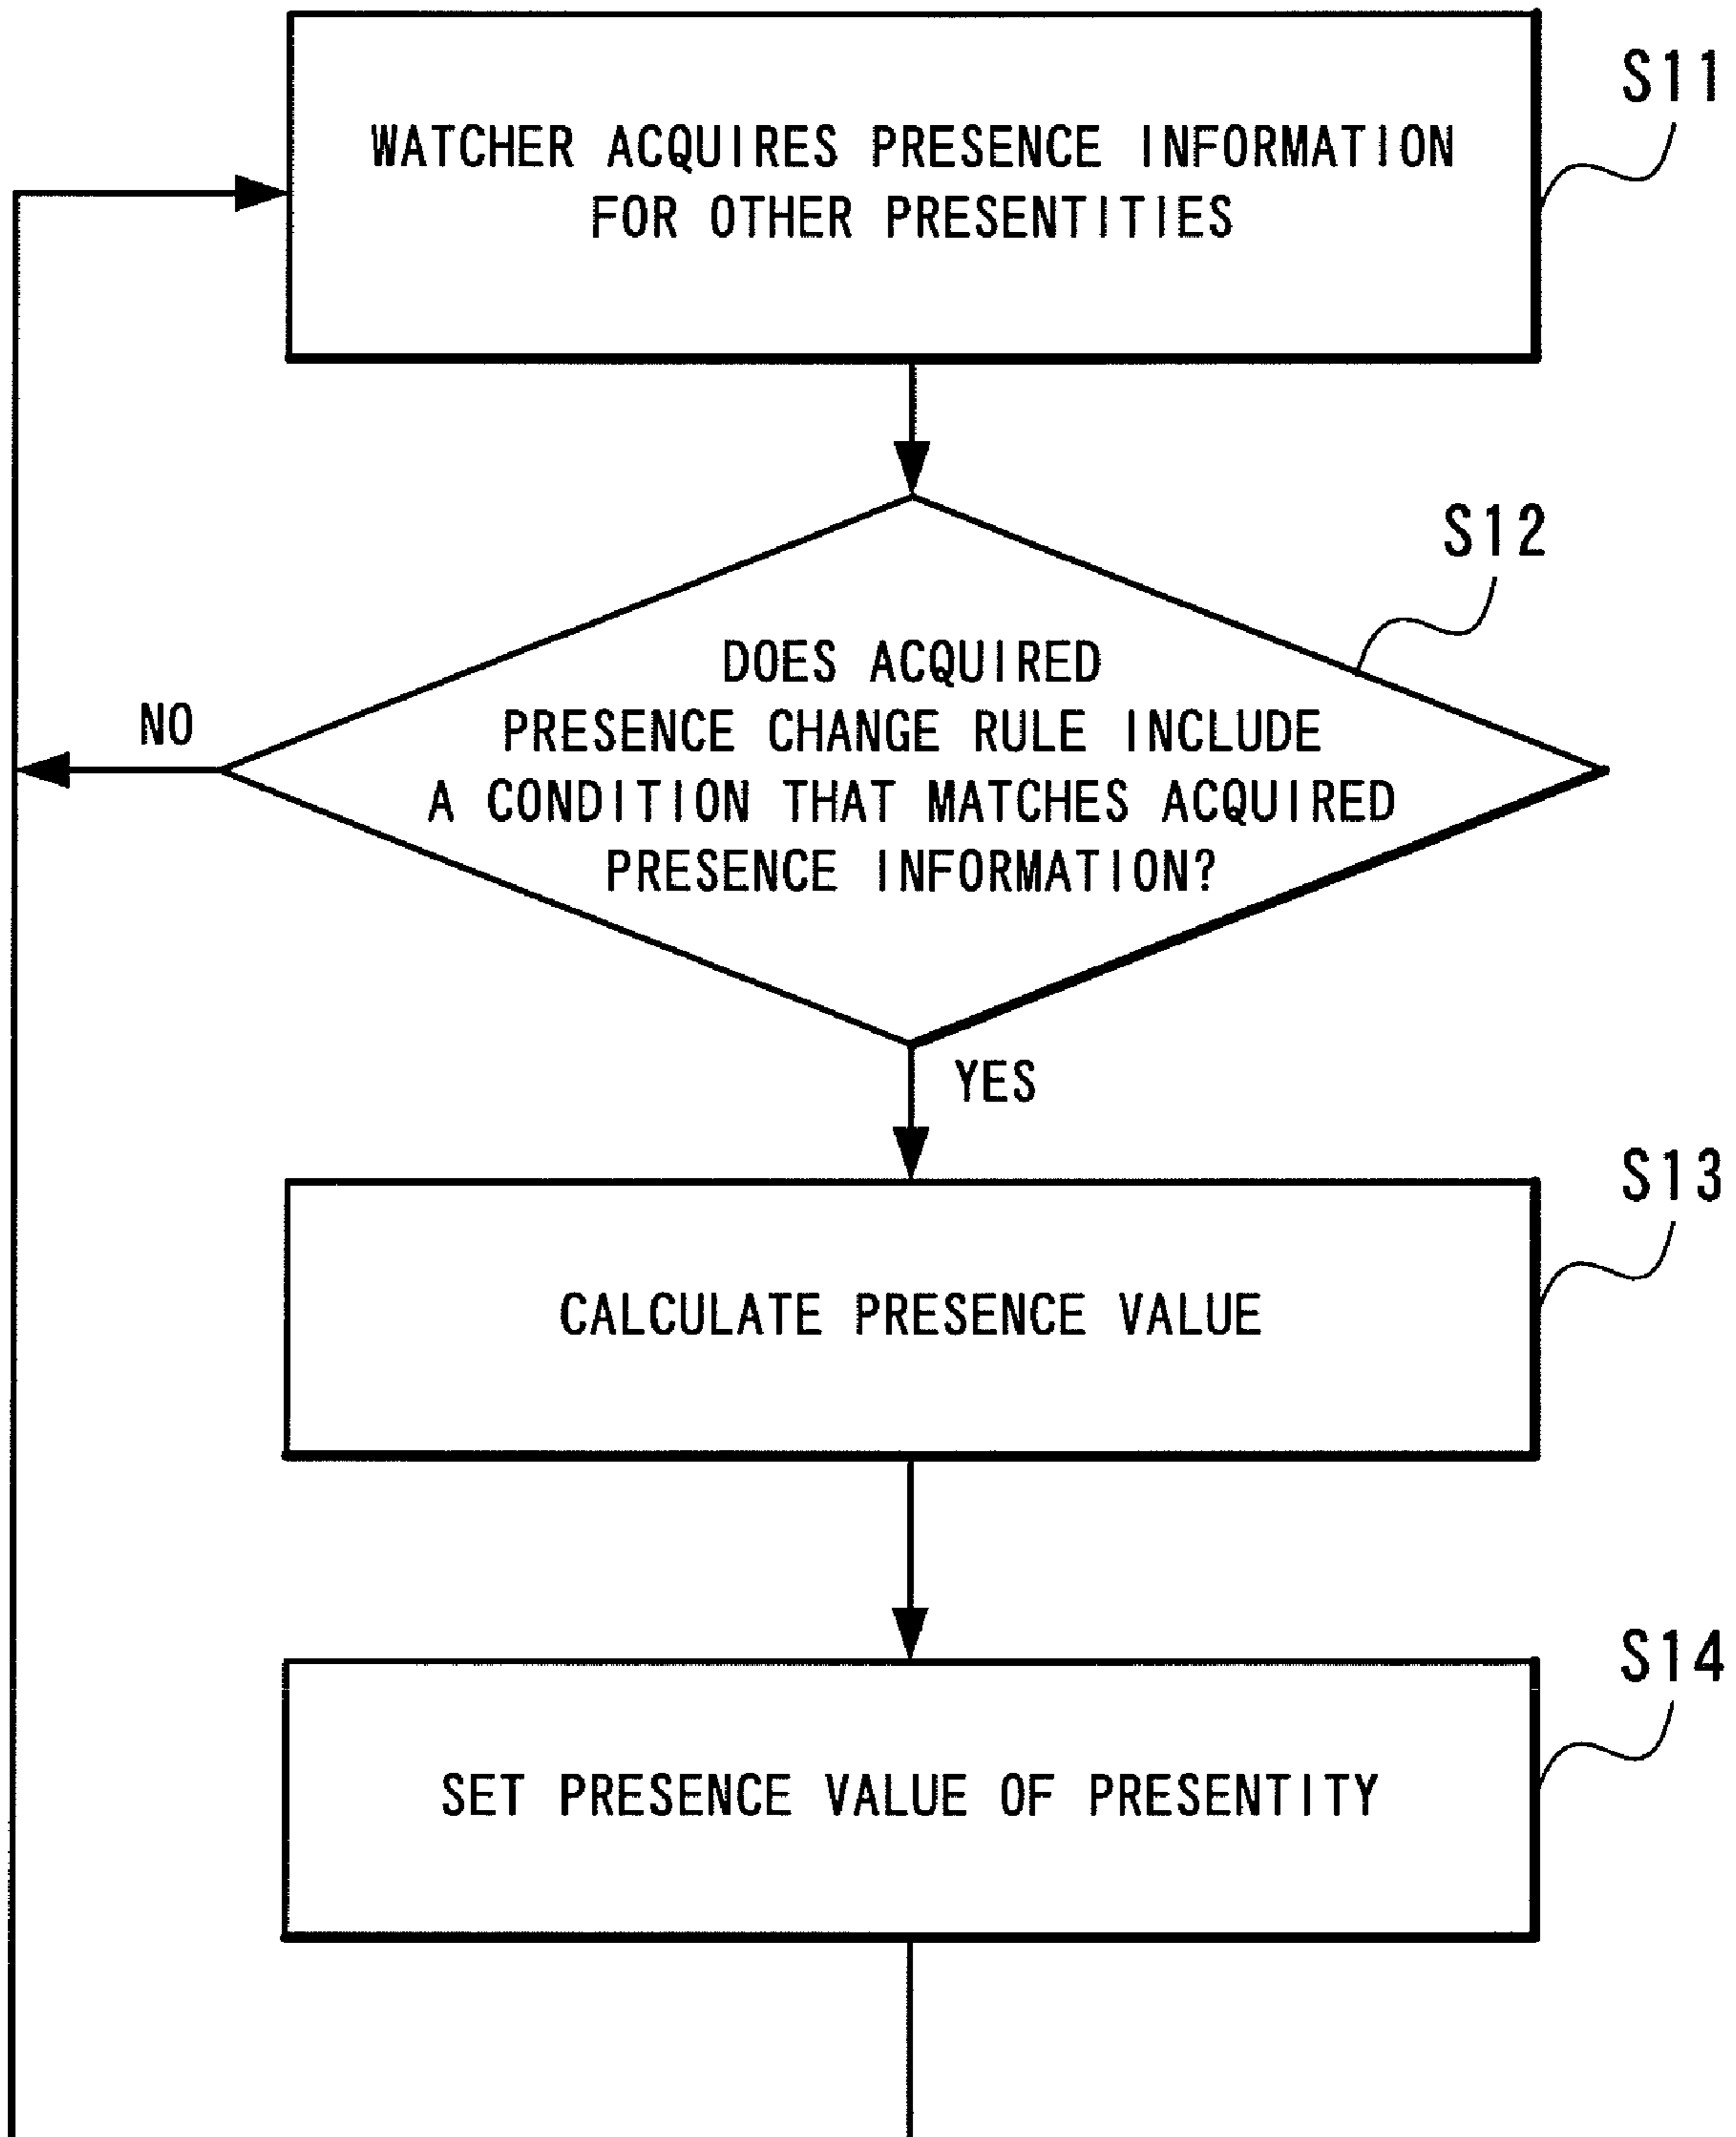 S11
WATCHER ACQUIRES PRESENCE INFORMATION
FOR OTHER PRESENTITIES
S12
DOES ACQUIRED
PRESENCE CHANGE RULE INCLUDE
A CONDITION THAT MATCHES ACQUIRED
PRESENCE INFORMATION?
NO
YES
S13
CALCULATE PRESENCE VALUE
S14
SET PRESENCE VALUE OF PRESENTITY